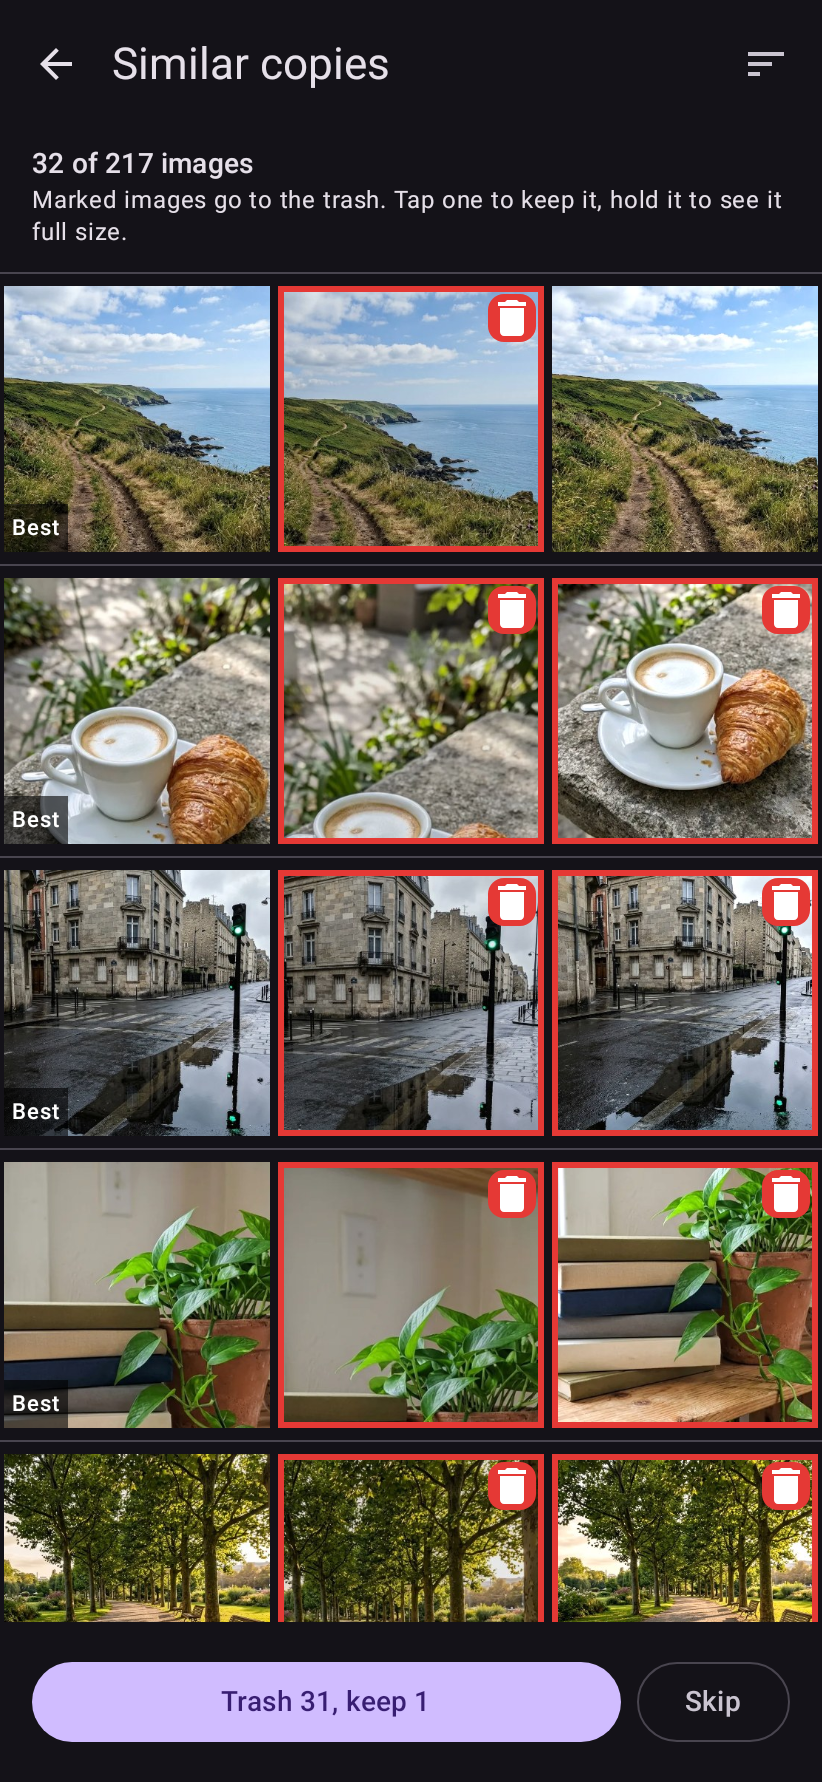 Similar copies
32 of 217 images
Marked images go to the trash. Tap one to keep it, hold it to see it
full size.
Best
Best
Best
Best
Trash 31, keep 1
Skip